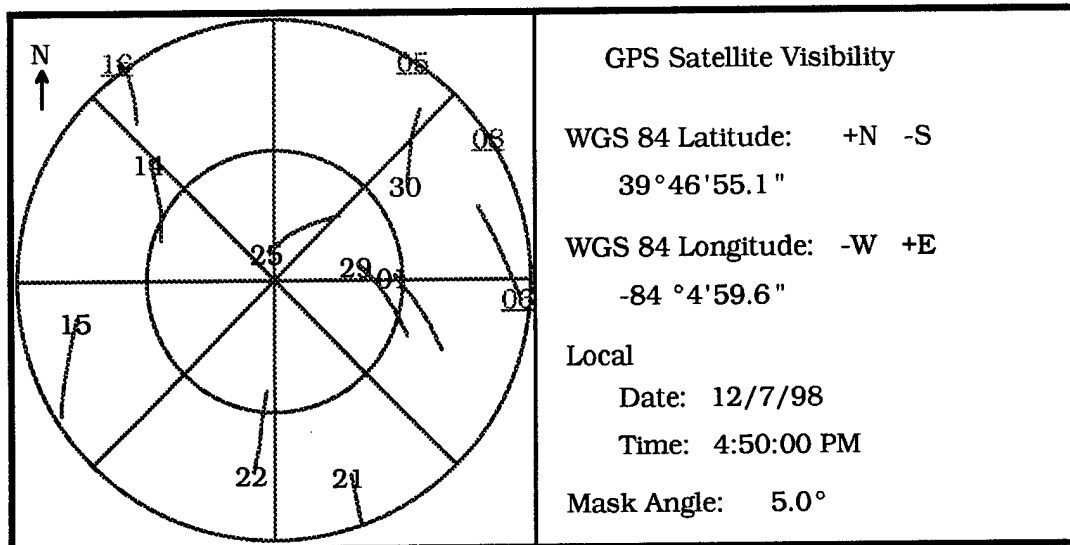 N
16
05
03
14
30
25
29 01
06
15
22
21
GPS Satellite Visibility
WGS 84 Latitude: +N -S
39°46'55.1"
WGS 84 Longitude: -W +E
-84 °4'59.6"
Local
Date: 12/7/98
Time: 4:50:00 PM
Mask Angle: 5.0°